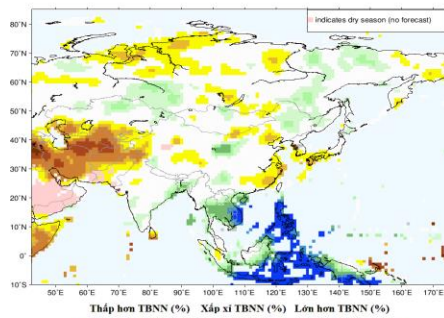 indicates dry season (no forecast)
80˚N
70˚N
60˚N
50˚N
40˚N
30˚N
20˚N
10˚N
0˚
10˚S
50˚E 60˚E 70˚E 80˚E 90˚E 100˚E 110˚E 120˚E 130˚E 140˚E 150˚E 160˚E 170˚E
Thấp hơn TBNN (%) Xấp xỉ TBNN (%) Lớn hơn TBNN (%)